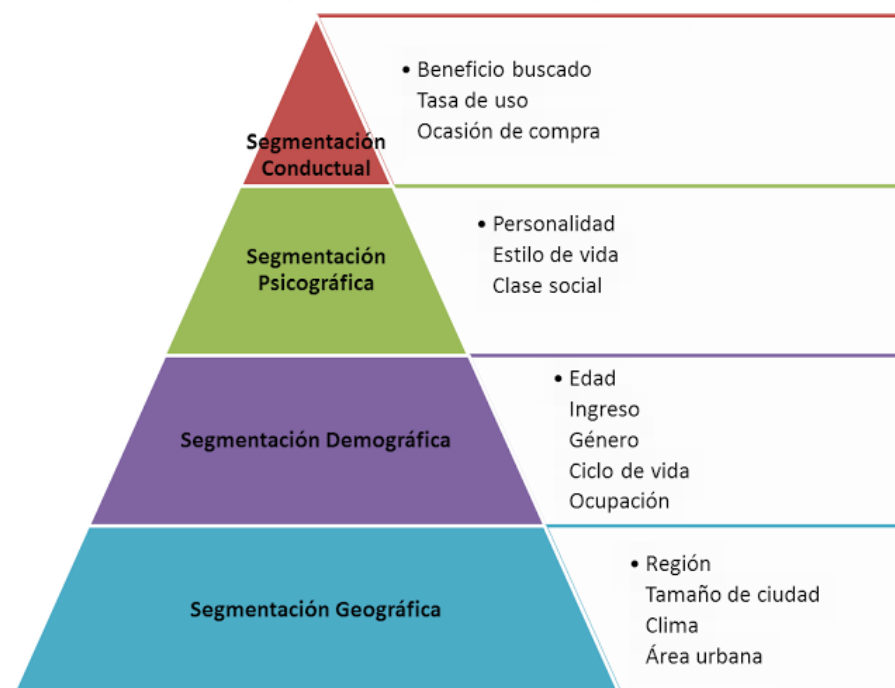 Segmentación
Conductual
• Beneficio buscado
Tasa de uso
Ocasión de compra
Segmentación
Psicográfica
• Personalidad
Estilo de vida
Clase social
Segmentación Demográfica
• Edad
Ingreso
Género
Ciclo de vida
Ocupación
Segmentación Geográfica
• Región
Tamaño de ciudad
Clima
Área urbana